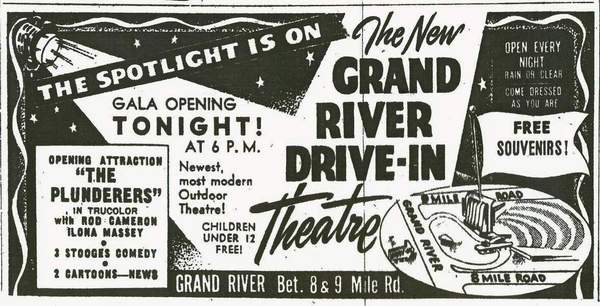 THE SPOTLIGHT IS ON
GALA OPENING
TONIGHT!
AT 6 P.M.
Newest,
most modern
Outdoor
Theatre!
CHILDREN
UNDER 12
FREE!
OPENING ATTRACTION
"THE
PLUNDERERS"
IN TRUCOLOR
with ROD CAMERON
ILONA MASSEY
3 STOOGES COMEDY
2 CARTOONS—NEWS
The New
GRAND
RIVER
DRIVE-IN
Theatre
OPEN EVERY
NIGHT
RAIN OR CLEAR
COME DRESSED
AS YOU ARE
FREE
SOUVENIRS!
9 MILE ROAD
GRAND RIVER
8 MILE ROAD
GRAND RIVER Bet. 8 & 9 Mile Rd.